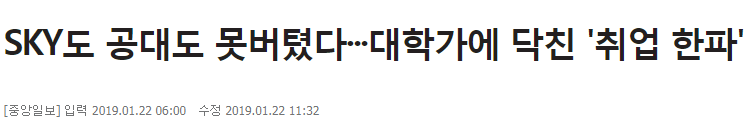 SKY도 공대도 못버텼다…대학가에 닥친 '취업 한파'
[중앙일보] 입력 2019.01.22 06:00 수정 2019.01.22 11:32